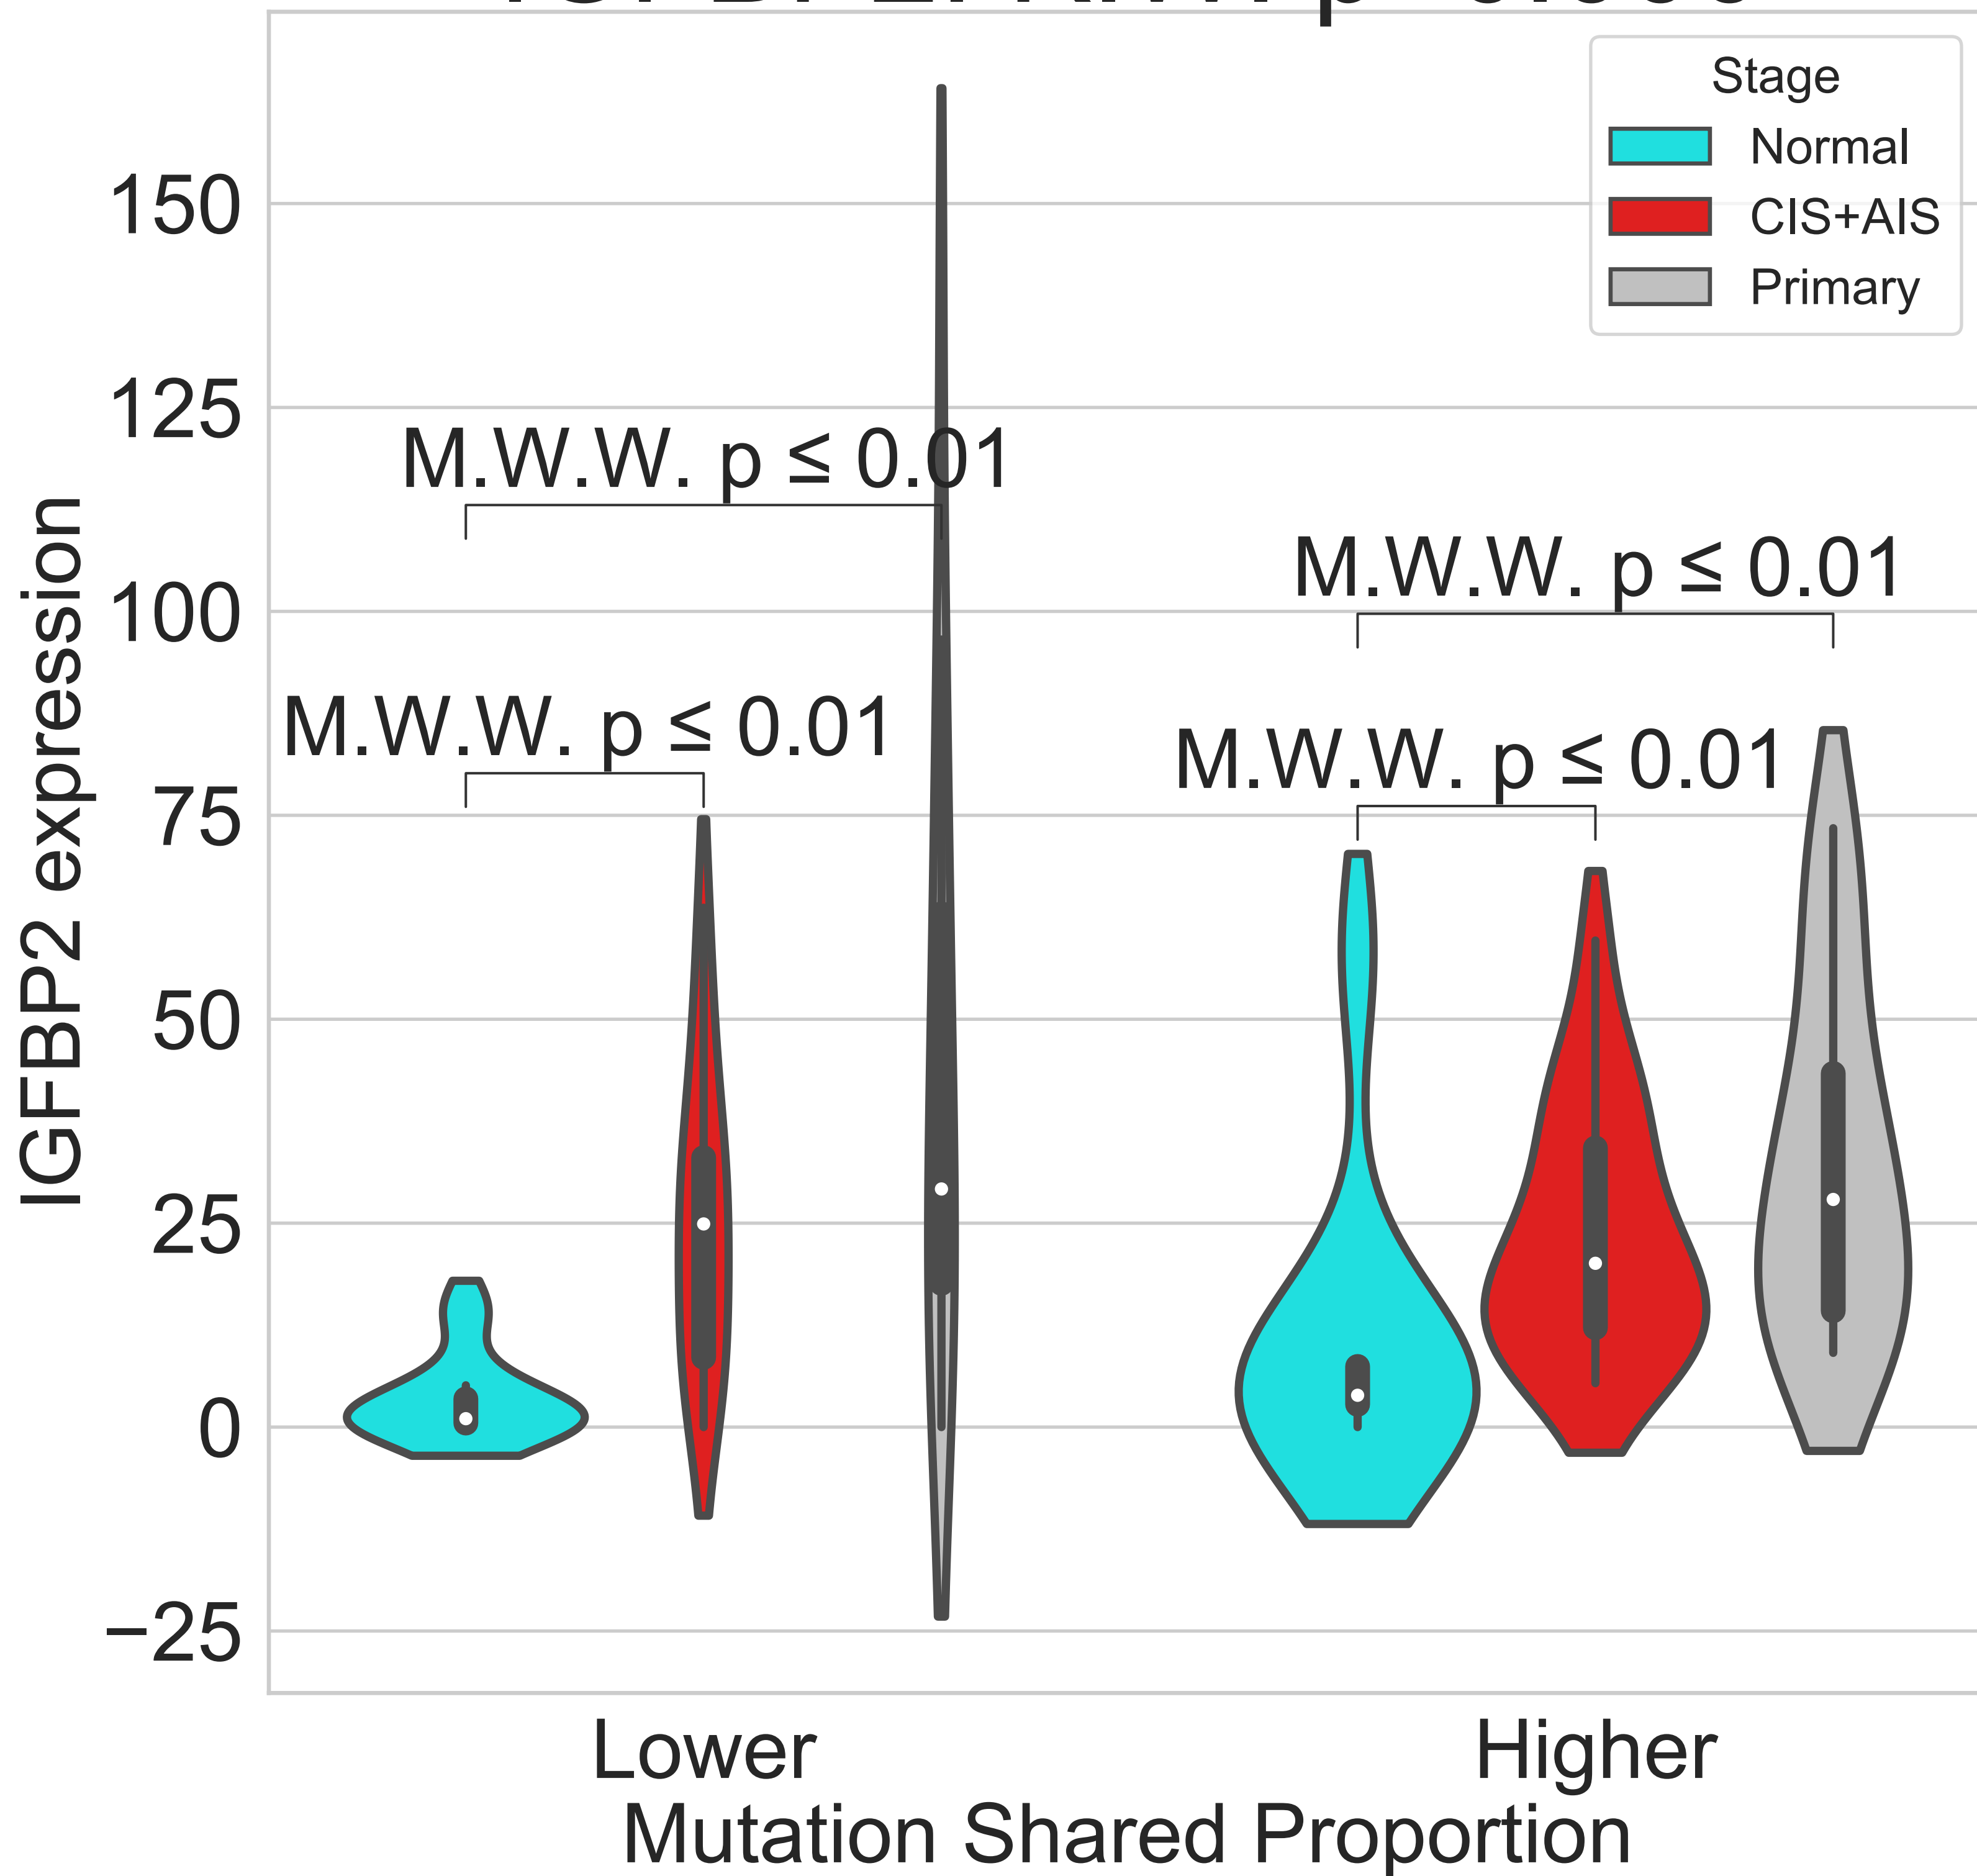 Stage
Normal
CIS+AIS
Primary
150
125
100
75
50
25
0
−25
IGFBP2 expression
M.W.W. p ≤ 0.01
M.W.W. p ≤ 0.01
M.W.W. p ≤ 0.01
M.W.W. p ≤ 0.01
Lower
Higher
Mutation Shared Proportion